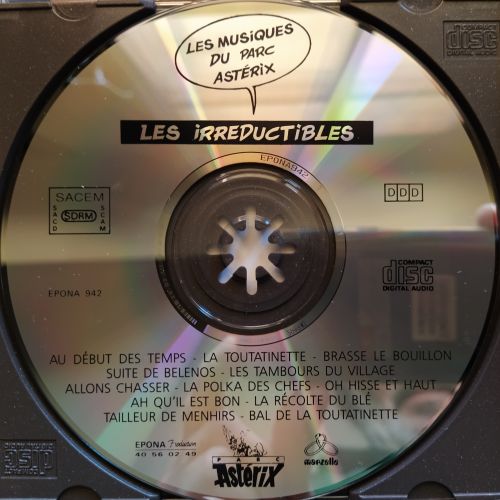 LES MUSIQUES
DU PARC
ASTÉRIX
COMPACT
disc
DIGITAL AUDIO
LES IRREDUCTIBLES
EPONA942
SACEM
SACD
SDRM
SCAM
DDD
COMPACT
disc
DIGITAL AUDIO
EPONA 942
AU DÉBUT DES TEMPS - LA TOUTATINETTE - BRASSE LE BOUILLON
SUITE DE BELENOS - LES TAMBOURS DU VILLAGE
ALLONS CHASSER - LA POLKA DES CHEFS - OH HISSE ET HAUT
AH QU'IL EST BON - LA RÉCOLTE DU BLÉ
TAILLEUR DE MENHIRS - BAL DE LA TOUTATINETTE
EPONA Production
40 56 02 49
PARC
Astérix
marzelle